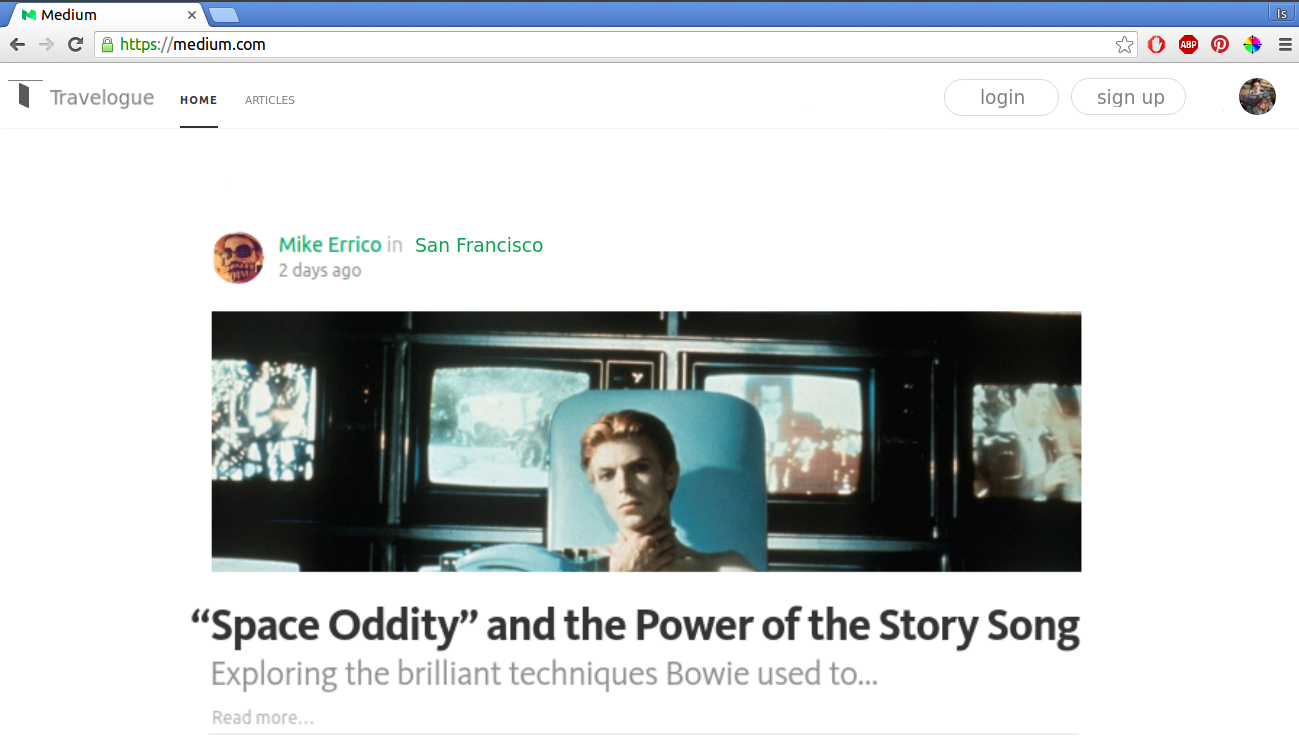 Medium
ls
https://medium.com
ABP
Travelogue
HOME
ARTICLES
login
sign up
Mike Errico in San Francisco
2 days ago
“Space Oddity” and the Power of the Story Song
Exploring the brilliant techniques Bowie used to...
Read more...